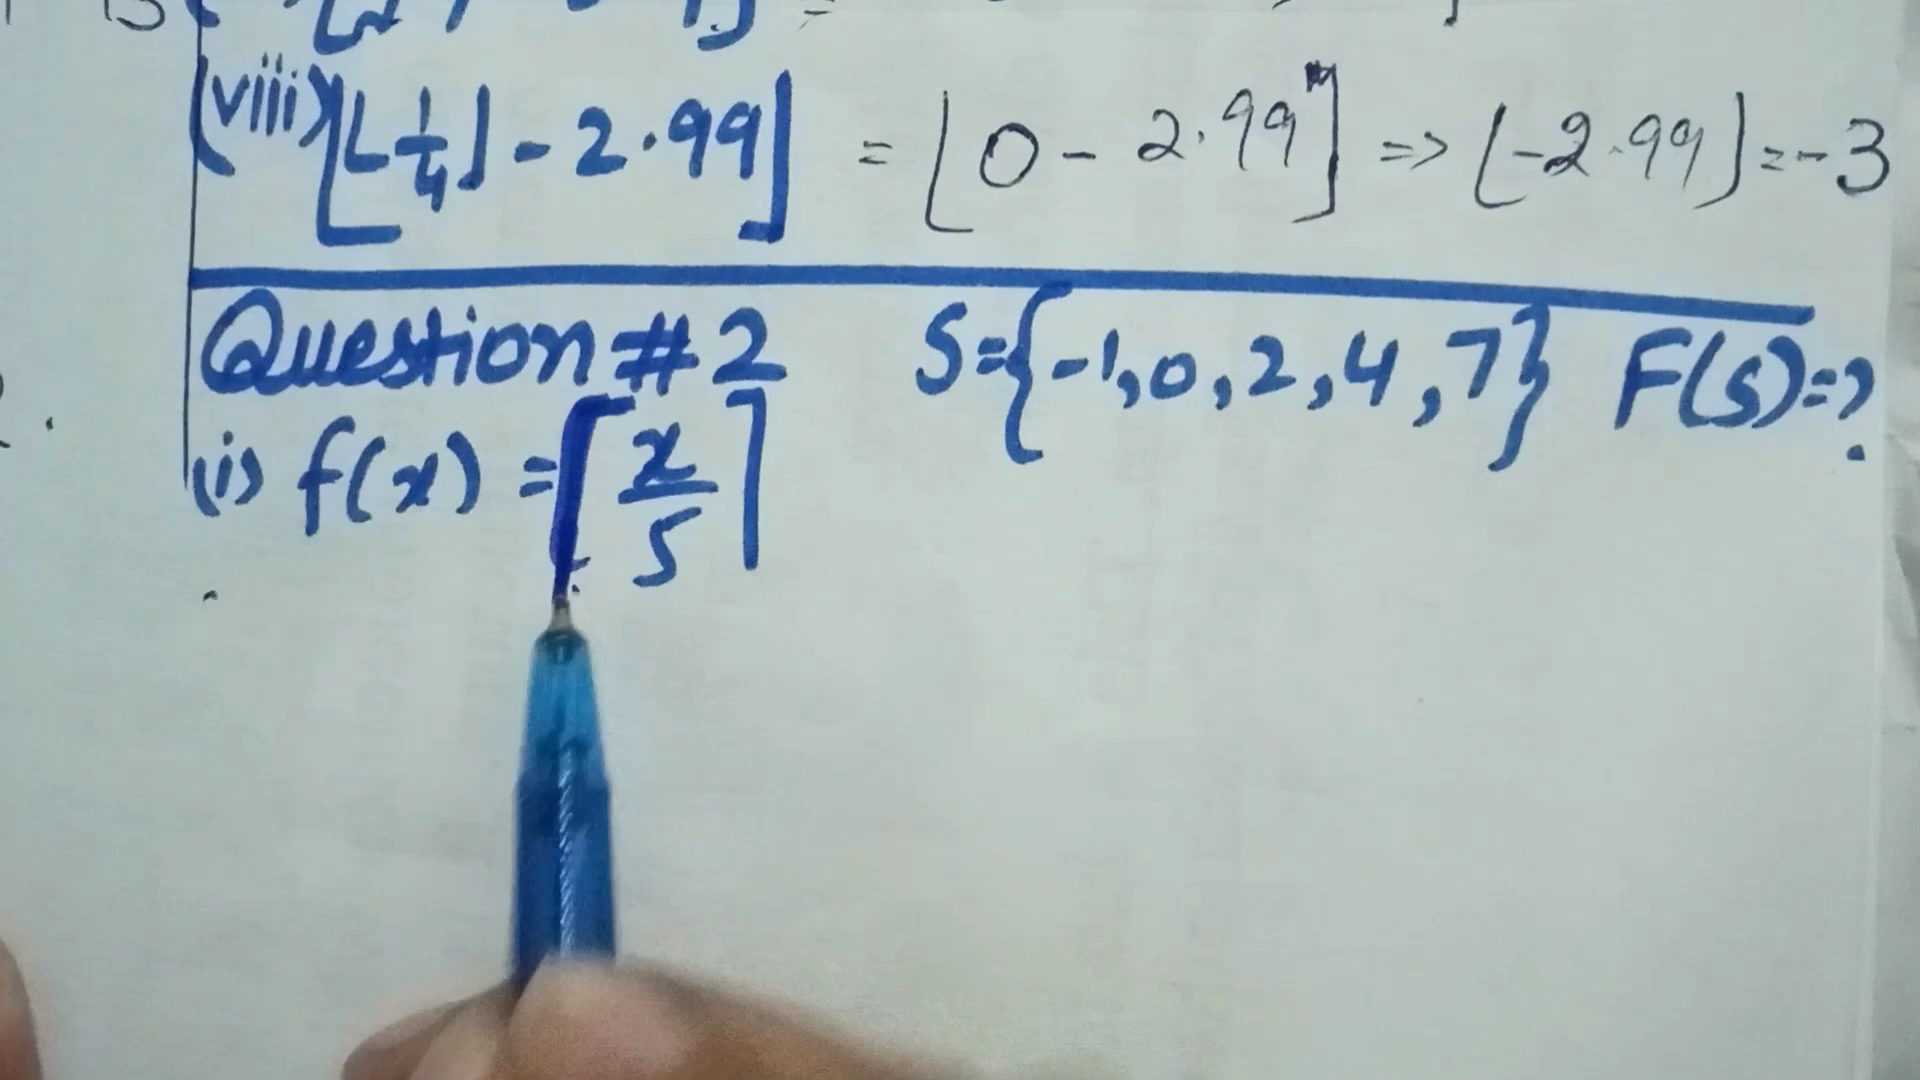 (viii) ⌊⌊1/4⌋ - 2.99⌋ = ⌊0 - 2.99⌋ => ⌊-2.99⌋ = -3
Question # 2 S={-1,0,2,4,7} F(S)=?
(i) f(x) = ⌈x/5⌉